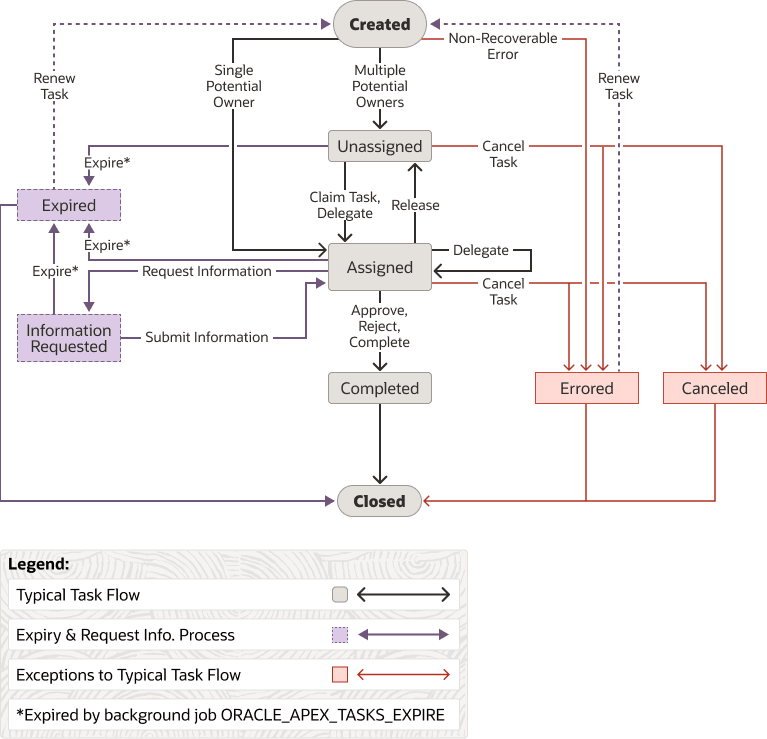 Created
Non-Recoverable
Error
Renew
Task
Single
Potential
Owner
Multiple
Potential
Owners
Renew
Task
Unassigned
Cancel
Task
Expire*
Claim Task,
Delegate
Release
Expired
Expire*
Delegate
Assigned
Expire*
Request Information
Cancel
Task
Information
Requested
Submit Information
Approve,
Reject,
Complete
Completed
Errored
Canceled
Closed
Legend:
Typical Task Flow
Expiry & Request Info. Process
Exceptions to Typical Task Flow
*Expired by background job ORACLE_APEX_TASKS_EXPIRE